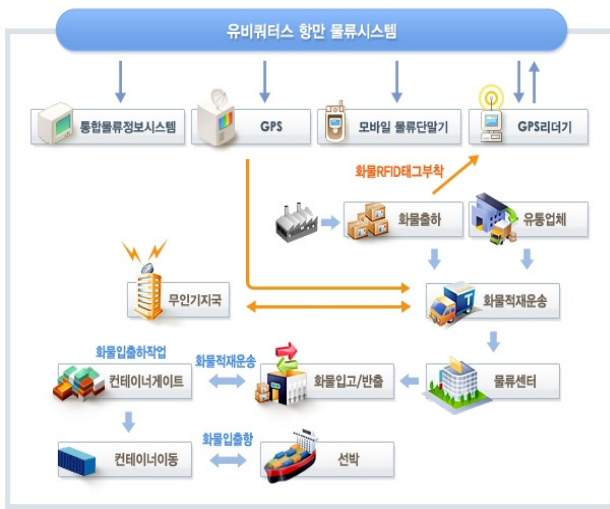 유비쿼터스 항만 물류시스템
통합물류정보시스템
GPS
모바일 물류단말기
GPS리더기
화물RFID태그부착
화물출하
유통업체
무인기지국
T
화물적재운송
화물입출하작업
화물적재운송
컨테이너게이트
화물입고/반출
물류센터
화물입출항
컨테이너이동
선박